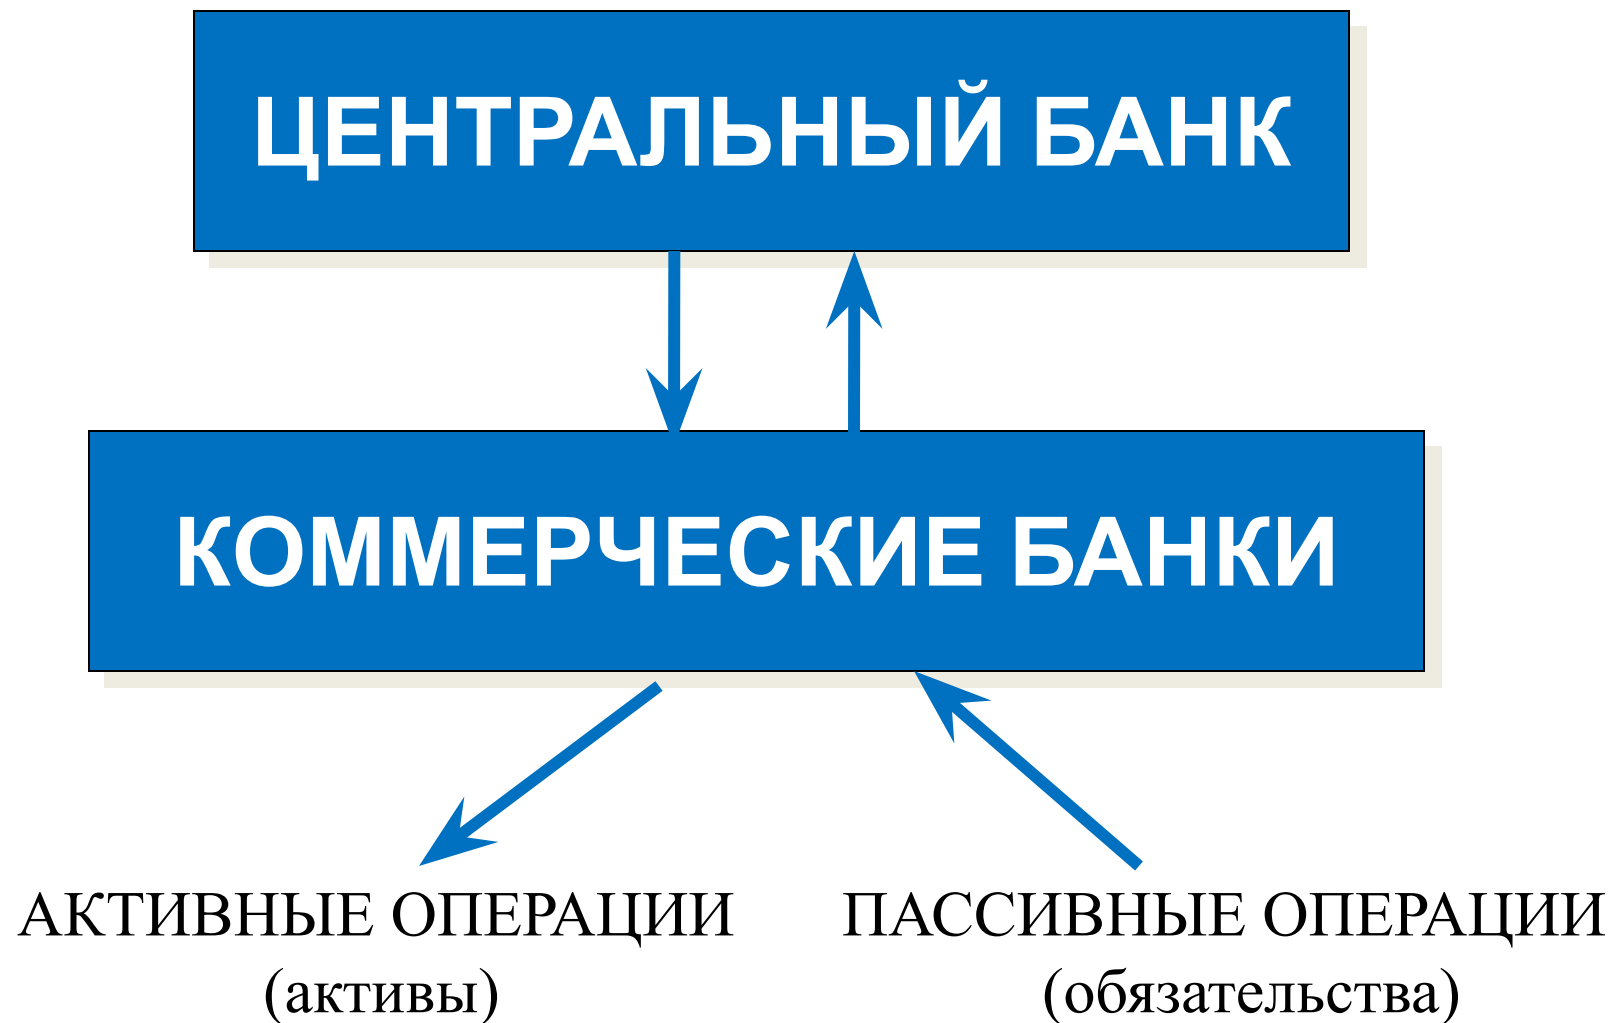 ЦЕНТРАЛЬНЫЙ БАНК
КОММЕРЧЕСКИЕ БАНКИ
АКТИВНЫЕ ОПЕРАЦИИ
(активы)
ПАССИВНЫЕ ОПЕРАЦИИ
(обязательства)